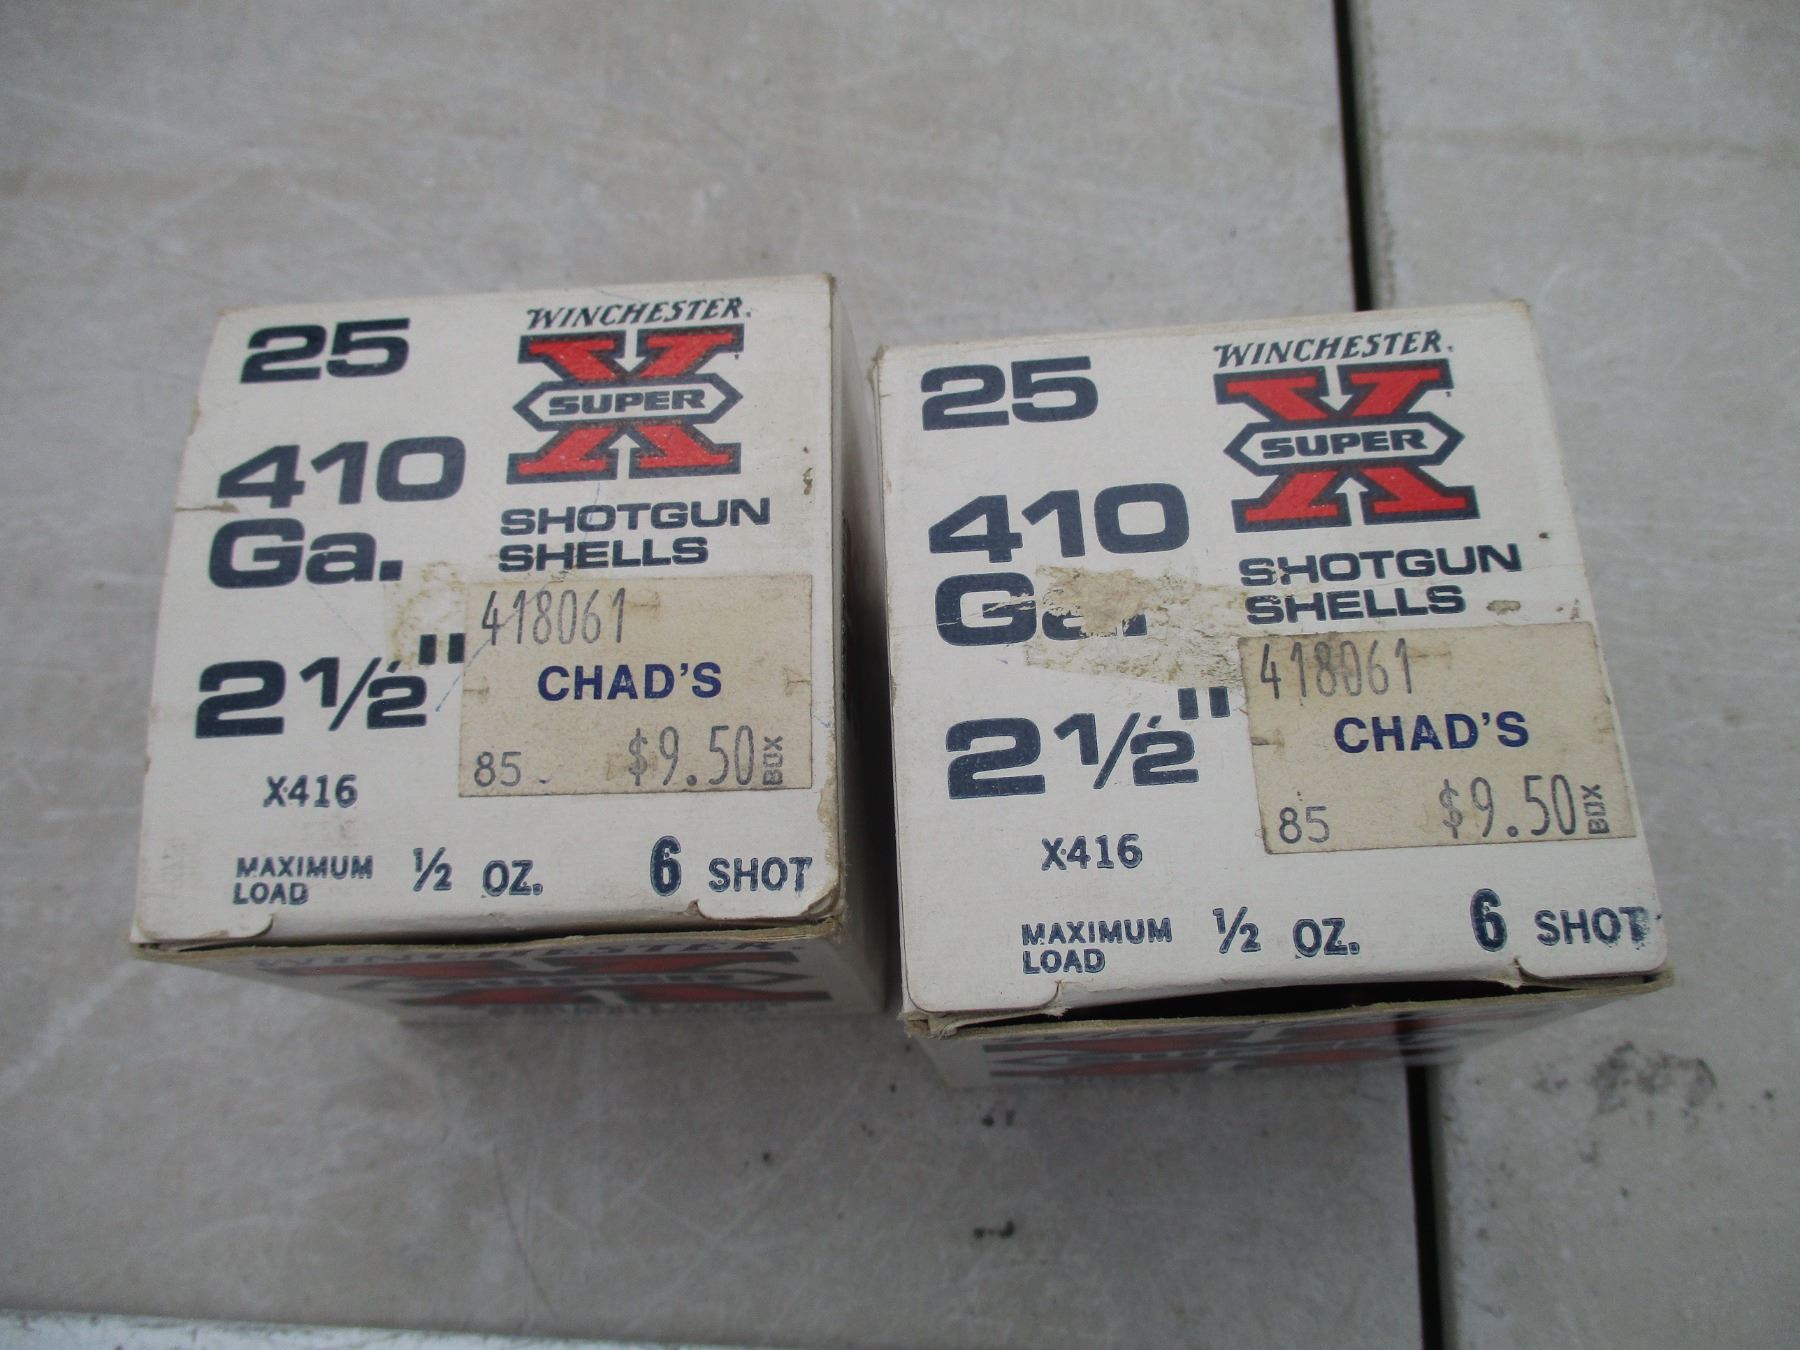 25
WINCHESTER
SUPER X
410
Ga.
SHOTGUN
SHELLS
2 1/2"
418061
CHAD'S
85 $9.50 BOX
X416
MAXIMUM LOAD 1/2 OZ. 6 SHOT
WINCHESTER
25
WINCHESTER
SUPER X
410
Ga.
SHOTGUN
SHELLS
2 1/2"
418061
CHAD'S
85 $9.50 BOX
X416
MAXIMUM LOAD 1/2 OZ. 6 SHOT